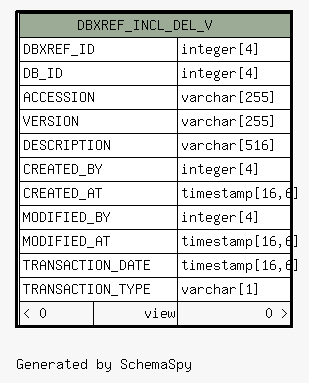 DBXREF_INCL_DEL_V
DBXREF_ID integer[4]
DB_ID integer[4]
ACCESSION varchar[255]
VERSION varchar[255]
DESCRIPTION varchar[516]
CREATED_BY integer[4]
CREATED_AT timestamp[16,6]
MODIFIED_BY integer[4]
MODIFIED_AT timestamp[16,6]
TRANSACTION_DATE timestamp[16,6]
TRANSACTION_TYPE varchar[1]
< 0 view 0 >
Generated by SchemaSpy